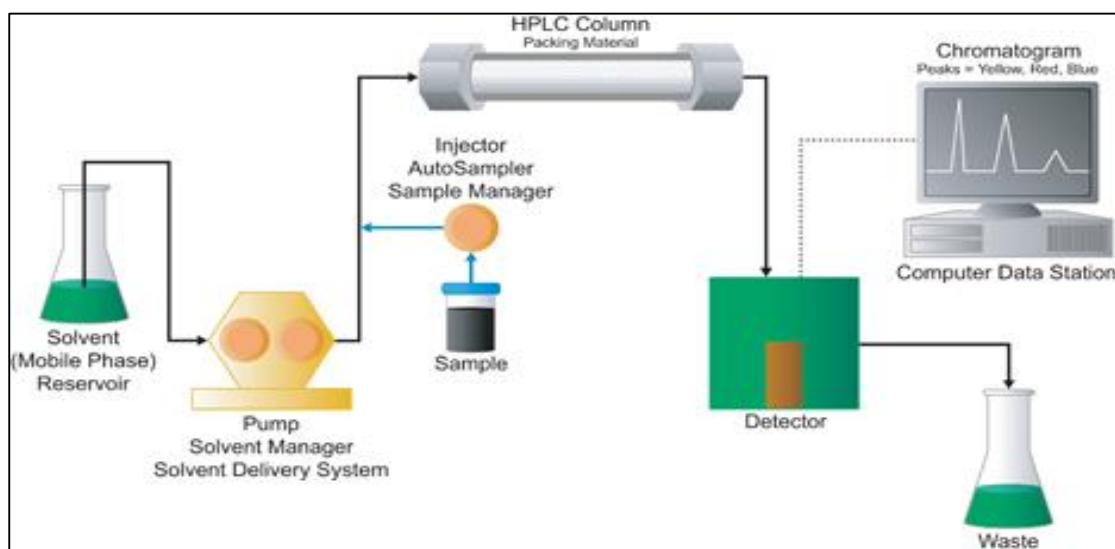 HPLC Column
Packing Material
Chromatogram
Peaks = Yellow, Red, Blue
Injector
AutoSampler
Sample Manager
Solvent
(Mobile Phase)
Reservoir
Sample
Computer Data Station
Pump
Solvent Manager
Solvent Delivery System
Detector
Waste